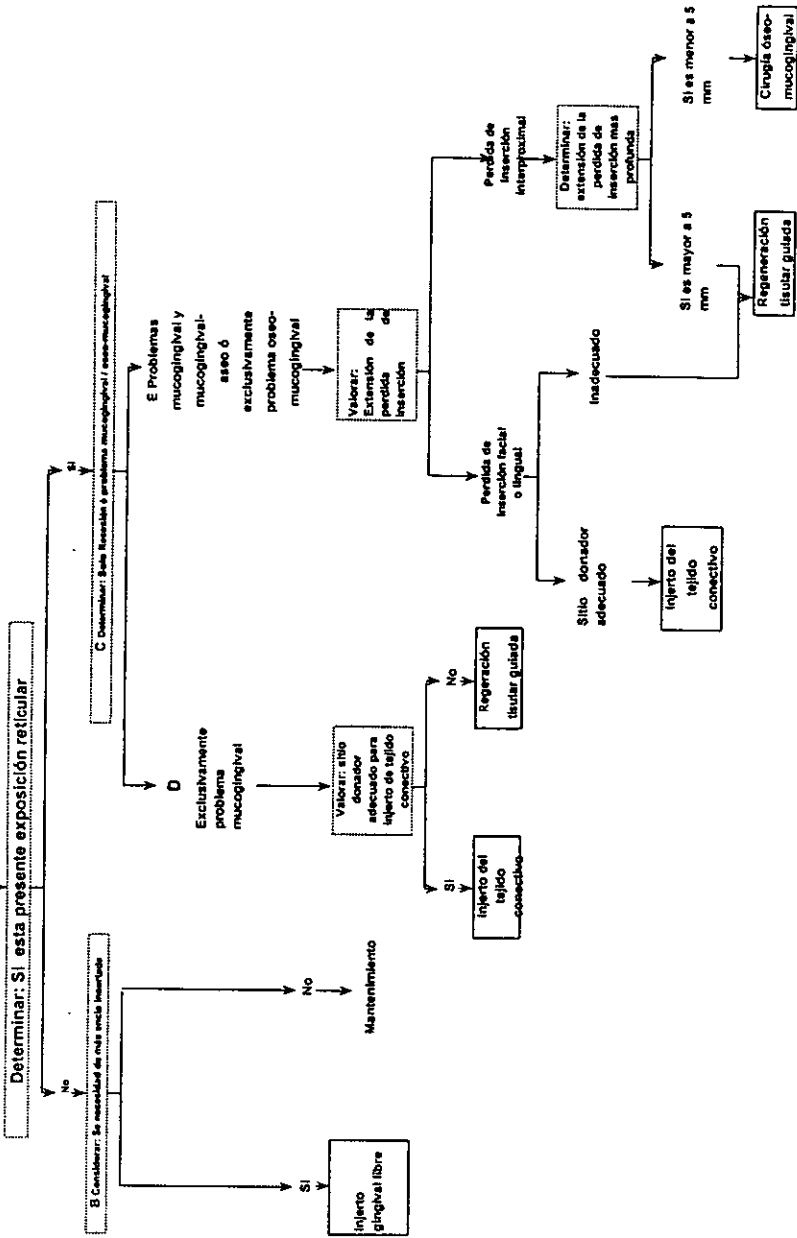 Determinar: SI esta presente exposición reticular
No
SI
B Considerar: Se necesidad de más encía insertada
C Determinar: Solo Recesión ó problema mucogingival / oseo-mucogingival
SI
No
Injerto
gingival libre
Mantenimiento
D
Exclusivamente
problema
mucogingival
E Problemas
mucogingival y
mucogingival-
aseo ó
exclusivamente
problema oseo-
mucogingival
Valorar: sitio
donador
adecuado para
injerto de tejido
conectivo
SI
No
injerto del
tejido
conectivo
Regeración
tisular guiada
Valorar:
Extensión de la
perdida de
inserción
Perdida de
inserción facial
o lingual
Perdida de
inserción
interproximal
Sitio donador
adecuado
Inadecuado
injerto del
tejido
conectivo
Determinar:
extensión de la
perdida de
inserción mas
profunda
Si es mayor a 5
mm
Si es menor a 5
mm
Regeneración
tisular guiada
Cirugía óseo-
mucogingival